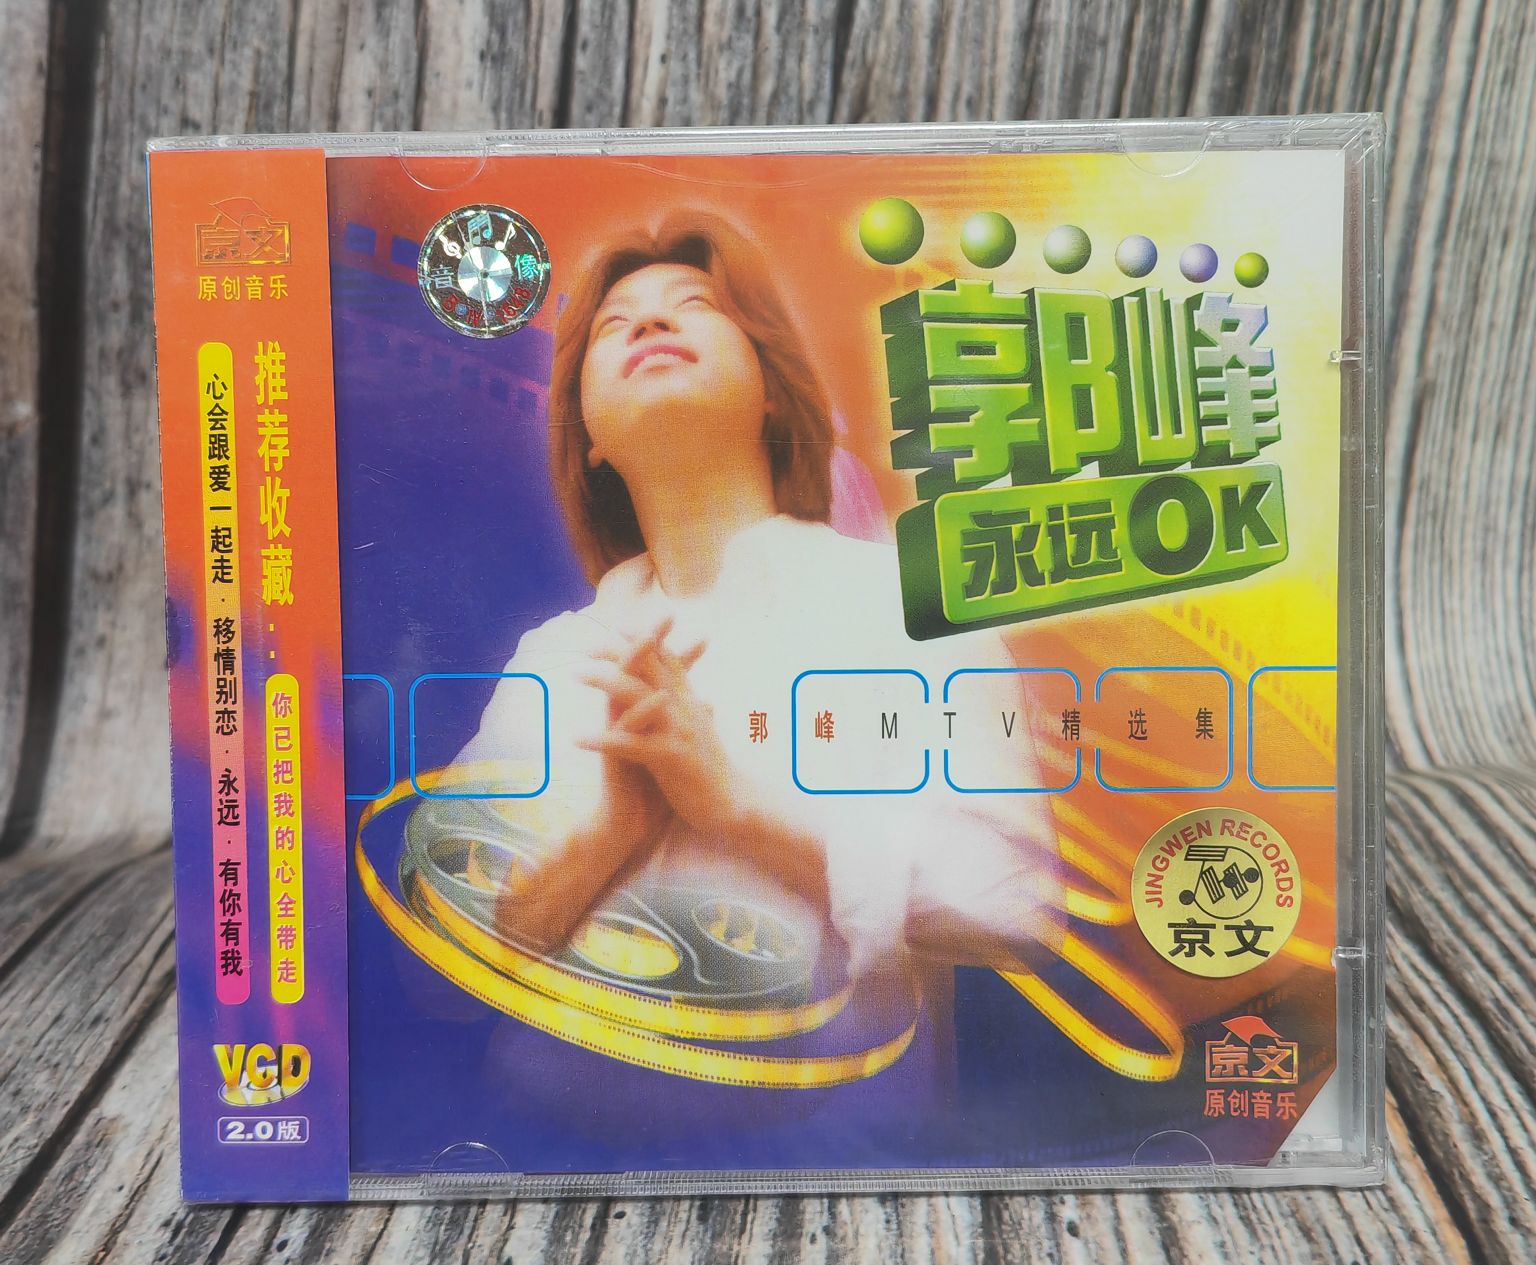 京文
原创音乐
推荐收藏：
你已把我的心全带走
心会跟爱一起走·移情别恋·永远·有你有我
VCD
2.0版
音像
郭峰
永远OK
郭峰MTV精选集
JINGWEN RECORDS
京文
京文
原创音乐